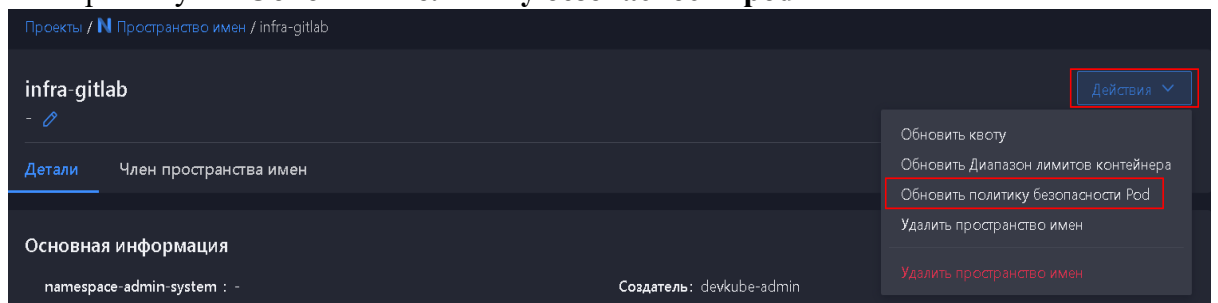 Проекты / N Пространство имен / infra-gitlab
infra-gitlab
Действия
-
Обновить квоту
Обновить Диапазон лимитов контейнера
Детали Член пространства имен
Обновить политику безопасности Pod
Удалить пространство имен
Основная информация
Удалить пространство имен
namespace-admin-system : - Создатель: devkube-admin